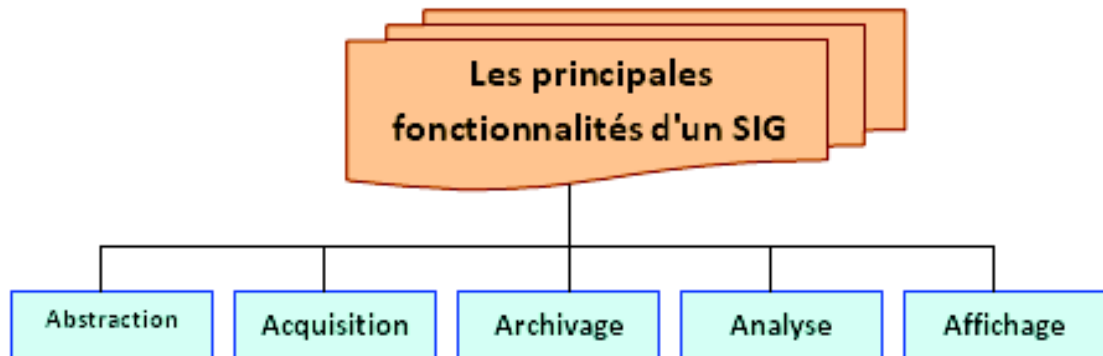 Les principales
fonctionnalités d'un SIG
Abstraction
Acquisition
Archivage
Analyse
Affichage